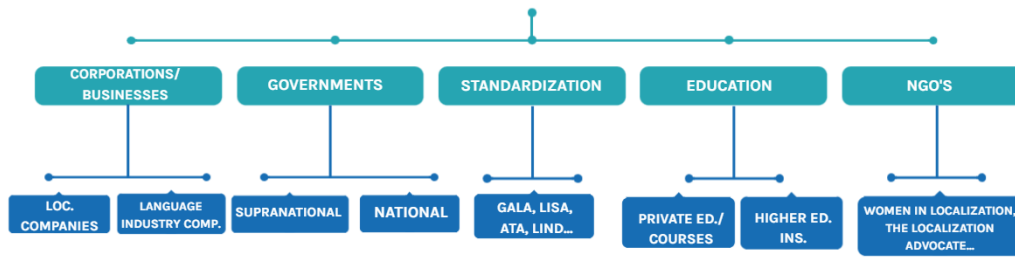 CORPORATIONS/
BUSINESSES
GOVERNMENTS
STANDARDIZATION
EDUCATION
NGO'S
LOC.
COMPANIES
LANGUAGE
INDUSTRY COMP.
SUPRANATIONAL
NATIONAL
GALA, LISA,
ATA, LIND...
PRIVATE ED./
COURSES
HIGHER ED.
INS.
WOMEN IN LOCALIZATION,
THE LOCALIZATION
ADVOCATE...